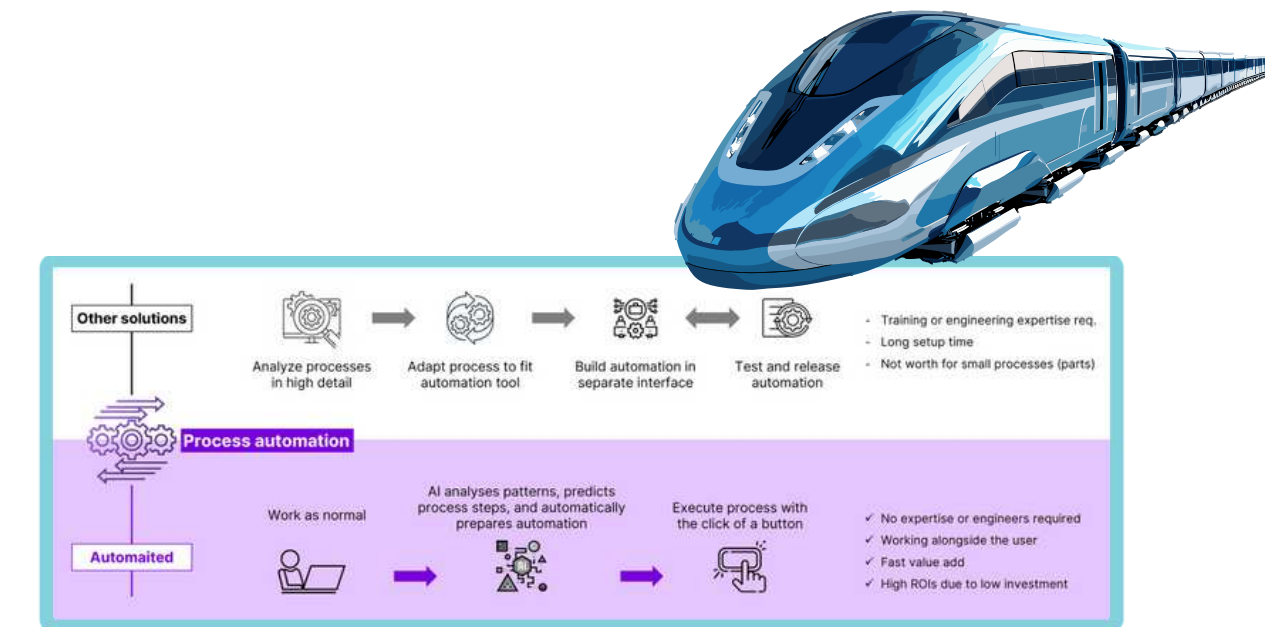 Other solutions
Analyze processes
in high detail
Adapt process to fit
automation tool
Build automation in
separate interface
Test and release
automation
- Training or engineering expertise req.
- Long setup time
- Not worth for small processes (parts)
Process automation
Automaited
Work as normal
AI analyses patterns, predicts
process steps, and automatically
prepares automation
AI
Execute process with
the click of a button
✓ No expertise or engineers required
✓ Working alongside the user
✓ Fast value add
✓ High ROIs due to low investment